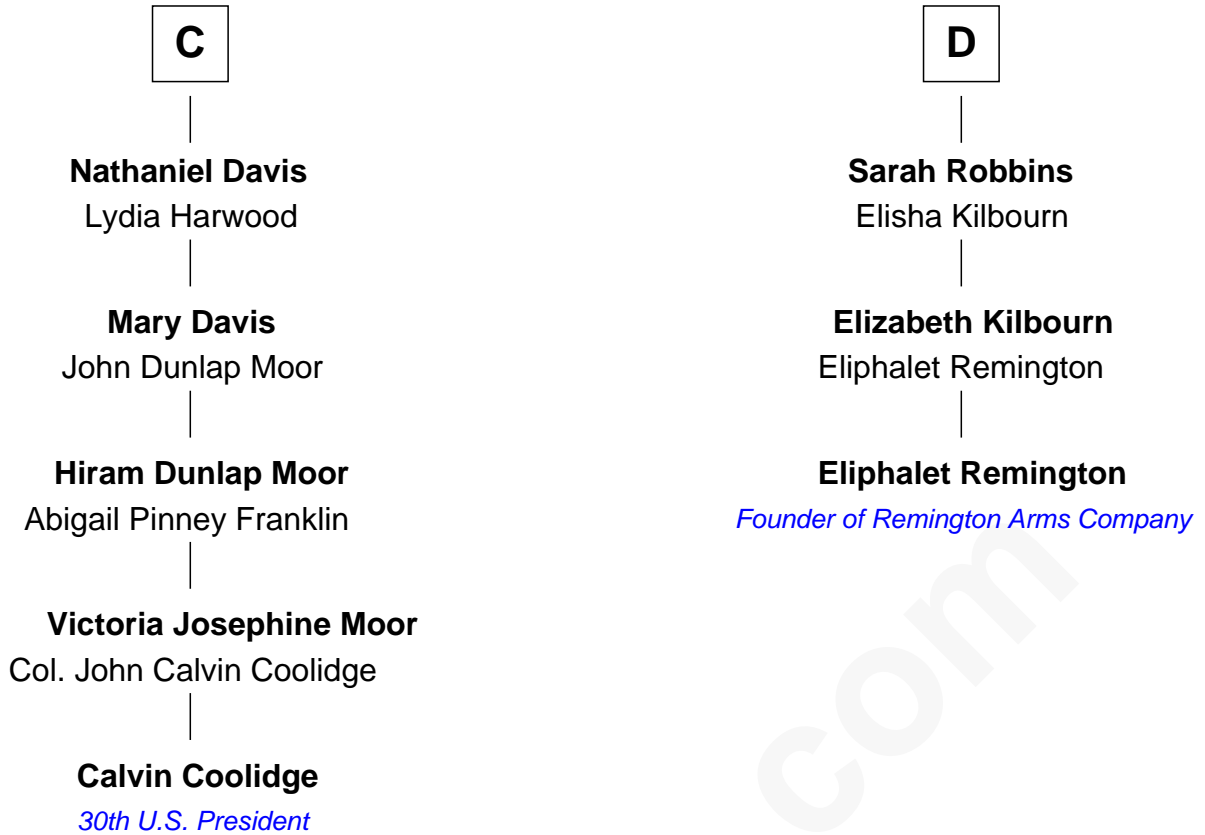 C
Nathaniel Davis
Lydia Harwood
Mary Davis
John Dunlap Moor
Hiram Dunlap Moor
Abigail Pinney Franklin
Victoria Josephine Moor
Col. John Calvin Coolidge
Calvin Coolidge
30th U.S. President
D
Sarah Robbins
Elisha Kilbourn
Elizabeth Kilbourn
Eliphalet Remington
Eliphalet Remington
Founder of Remington Arms Company
com